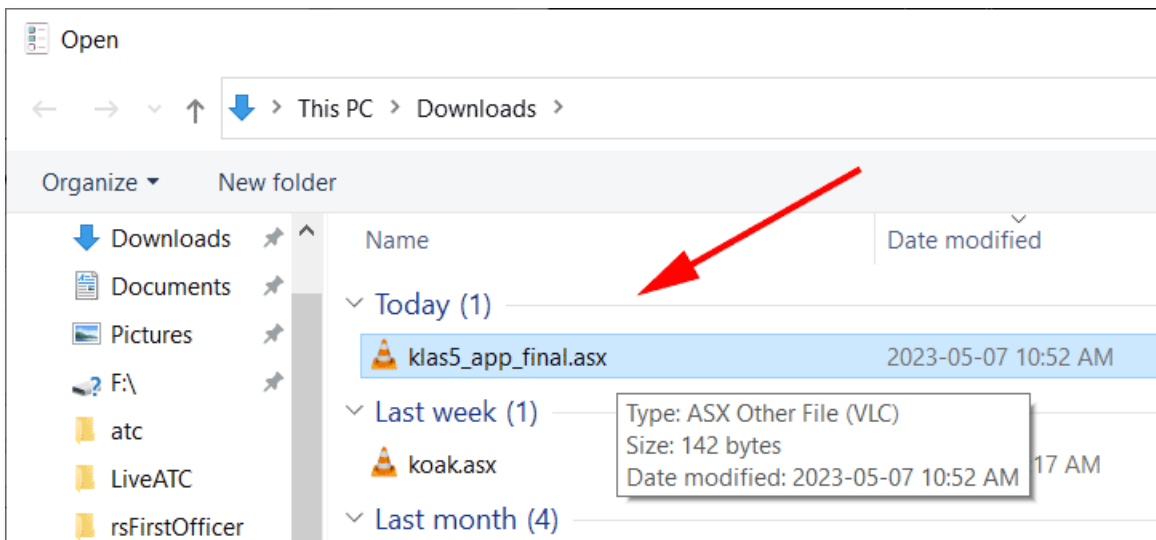 Open
This PC > Downloads >
Organize New folder
Downloads
Documents
Pictures
F:\
atc
LiveATC
rsFirstOfficer
Name Date modified
Today (1)
klas5_app_final.asx 2023-05-07 10:52 AM
Last week (1)
koak.asx 17 AM
Type: ASX Other File (VLC)
Size: 142 bytes
Date modified: 2023-05-07 10:52 AM
Last month (4)